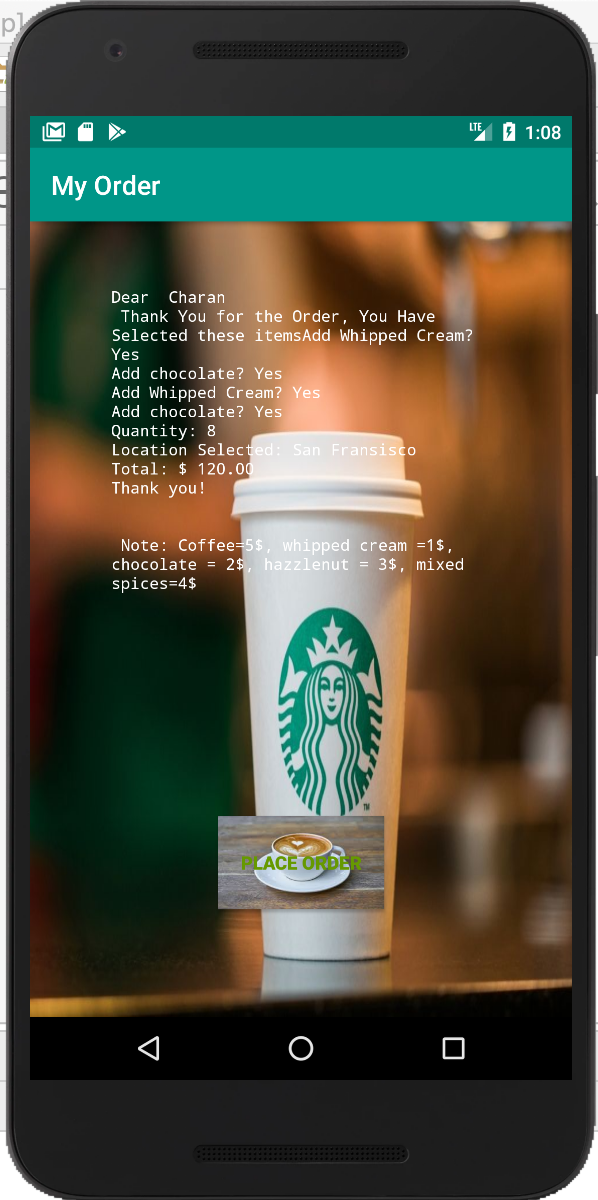 LTE 1:08
My Order
Dear  Charan
Thank You for the Order, You Have
Selected these itemsAdd Whipped Cream?
Yes
Add chocolate? Yes
Add Whipped Cream? Yes
Add chocolate? Yes
Quantity: 8
Location Selected: San Fransisco
Total: $ 120.00
Thank you!
Note: Coffee=5$, whipped cream =1$,
chocolate = 2$, hazzlenut = 3$, mixed
spices=4$
TM
PLACE ORDER